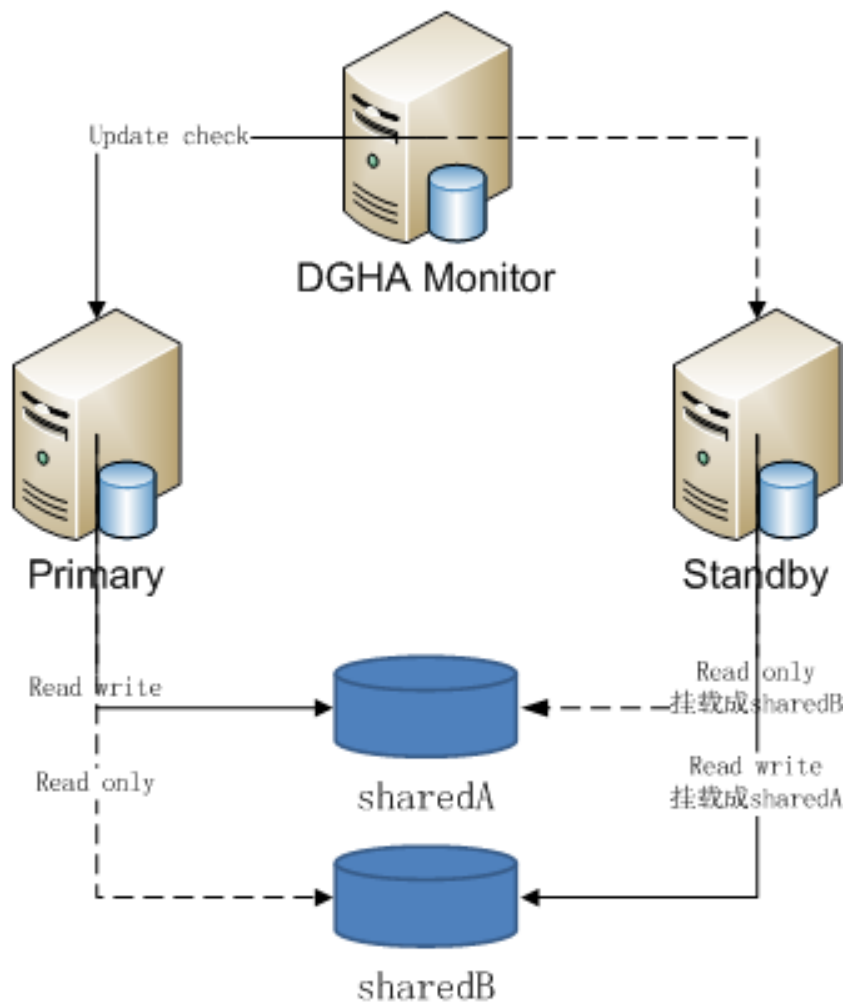 Update check
DGHA Monitor
Primary
Standby
Read write
Read only
挂载成sharedB
Read only
Read write
挂载成sharedA
sharedA
sharedB